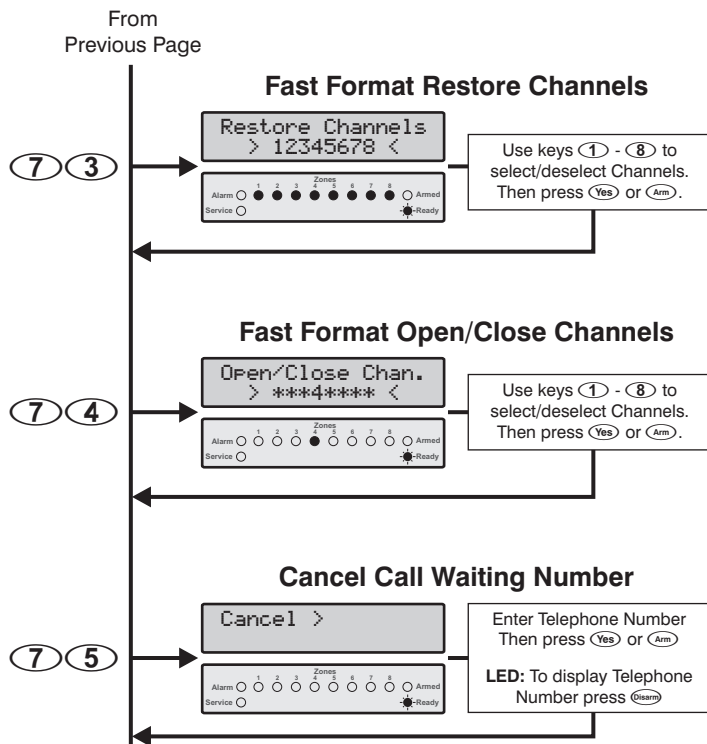 From
Previous Page
Fast Format Restore Channels
7 3
Restore Channels
> 12345678 <
Zones
1 2 3 4 5 6 7 8
Alarm Armed
Service Ready
Use keys 1 - 8 to
select/deselect Channels.
Then press Yes or Arm.
Fast Format Open/Close Channels
7 4
Open/Close Chan.
> ***4**** <
Zones
1 2 3 4 5 6 7 8
Alarm Armed
Service Ready
Use keys 1 - 8 to
select/deselect Channels.
Then press Yes or Arm.
Cancel Call Waiting Number
7 5
Cancel >
Zones
1 2 3 4 5 6 7 8
Alarm Armed
Service Ready
Enter Telephone Number
Then press Yes or Arm
LED: To display Telephone
Number press Disarm